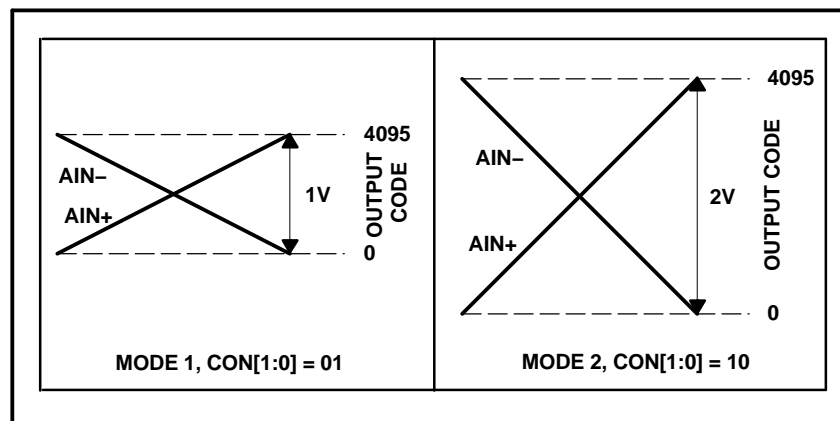 4095
AIN−
1V
AIN+
0
OUTPUT
CODE
MODE 1, CON[1:0] = 01
4095
AIN−
2V
AIN+
0
OUTPUT CODE
MODE 2, CON[1:0] = 10